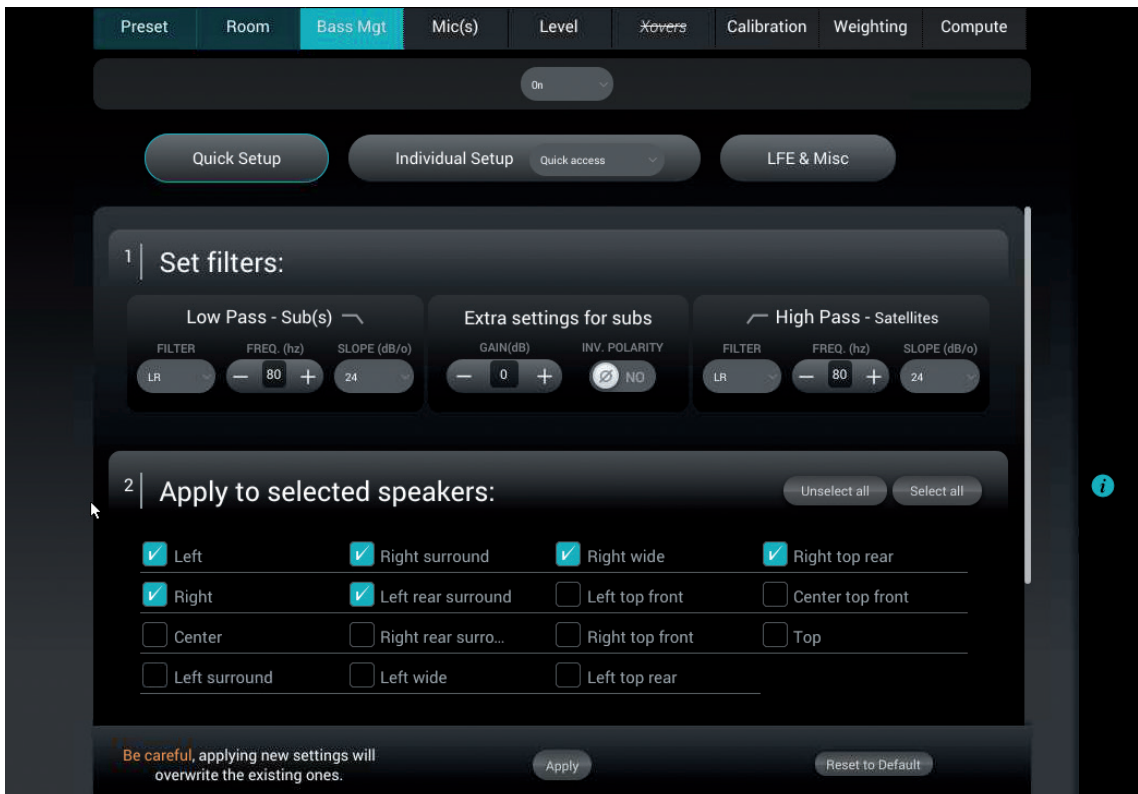 Preset Room Bass Mgt Mic(s) Level Xovers Calibration Weighting Compute
On
Quick Setup Individual Setup Quick access LFE & Misc
1 Set filters:
Low Pass - Sub(s) Extra settings for subs High Pass - Satellites
FILTER FREQ. (hz) SLOPE (dB/o) GAIN(dB) INV. POLARITY FILTER FREQ. (hz) SLOPE (dB/o)
LR − 80 + 24 − 0 + Ø NO LR − 80 + 24
2 Apply to selected speakers: Unselect all Select all
i
Left Right surround Right wide Right top rear
Right Left rear surround Left top front Center top front
Center Right rear surro... Right top front Top
Left surround Left wide Left top rear
Be careful, applying new settings will
overwrite the existing ones.
Apply Reset to Default